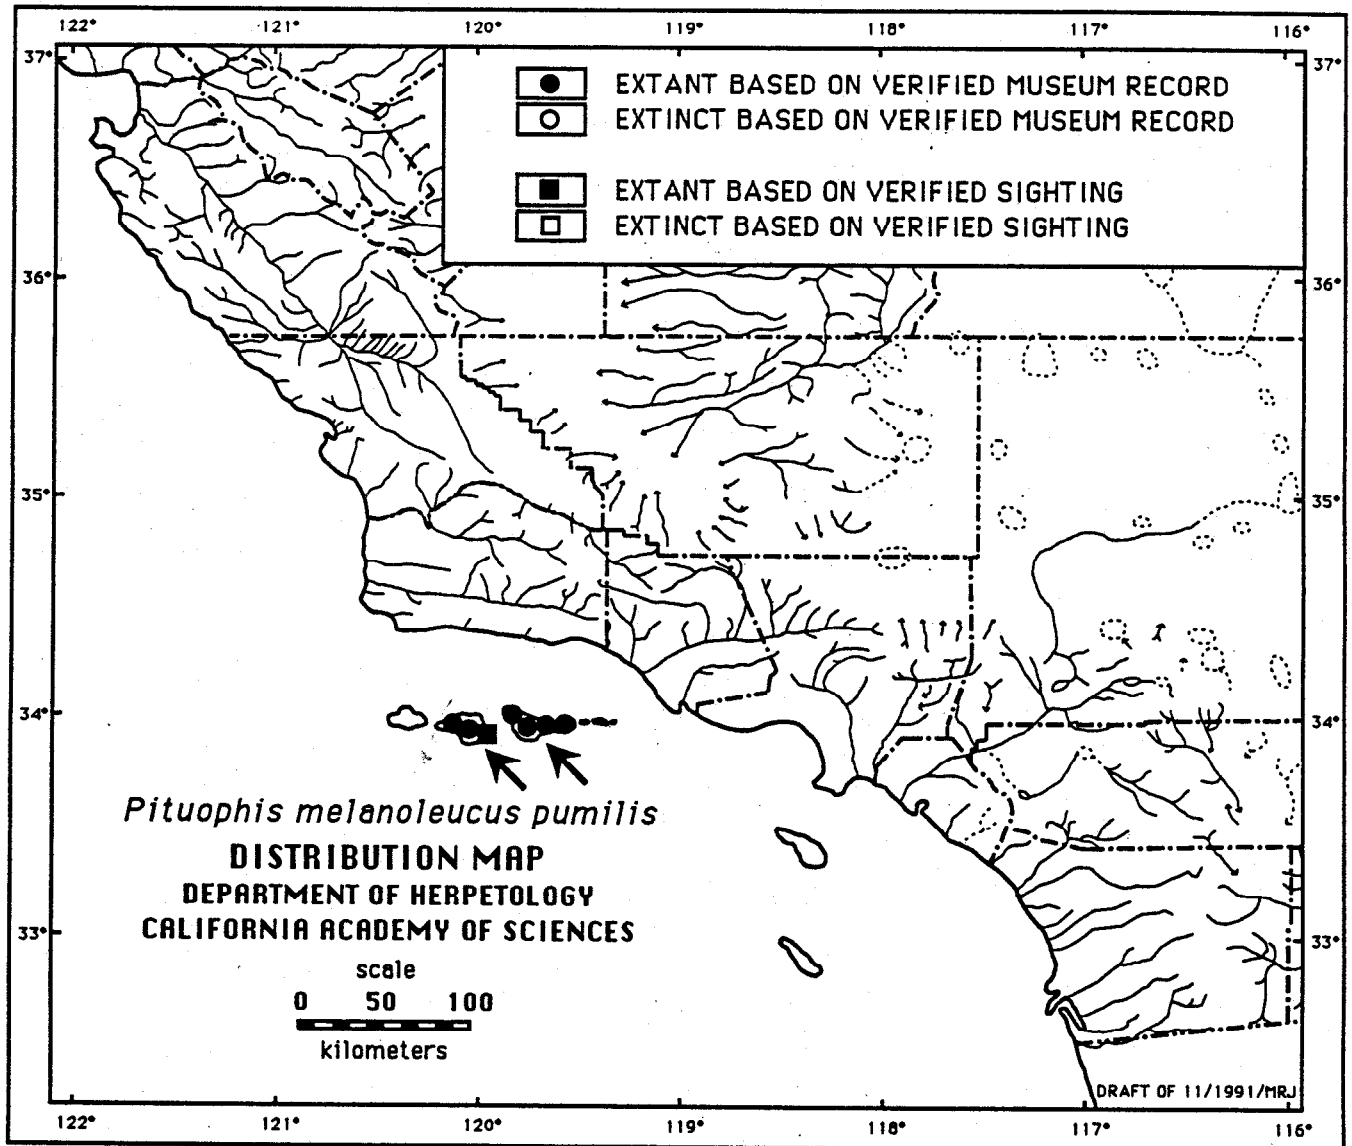 122° 121° 120° 119° 118° 117° 116°
37° 37°
EXTANT BASED ON VERIFIED MUSEUM RECORD
EXTINCT BASED ON VERIFIED MUSEUM RECORD
EXTANT BASED ON VERIFIED SIGHTING
EXTINCT BASED ON VERIFIED SIGHTING
36° 36°
35° 35°
34° 34°
Pituophis melanoleucus pumilis
DISTRIBUTION MAP
DEPARTMENT OF HERPETOLOGY
CALIFORNIA ACADEMY OF SCIENCES
33° 33°
scale
0 50 100
kilometers
DRAFT OF 11/1991/MRJ
122° 121° 120° 119° 118° 117° 116°